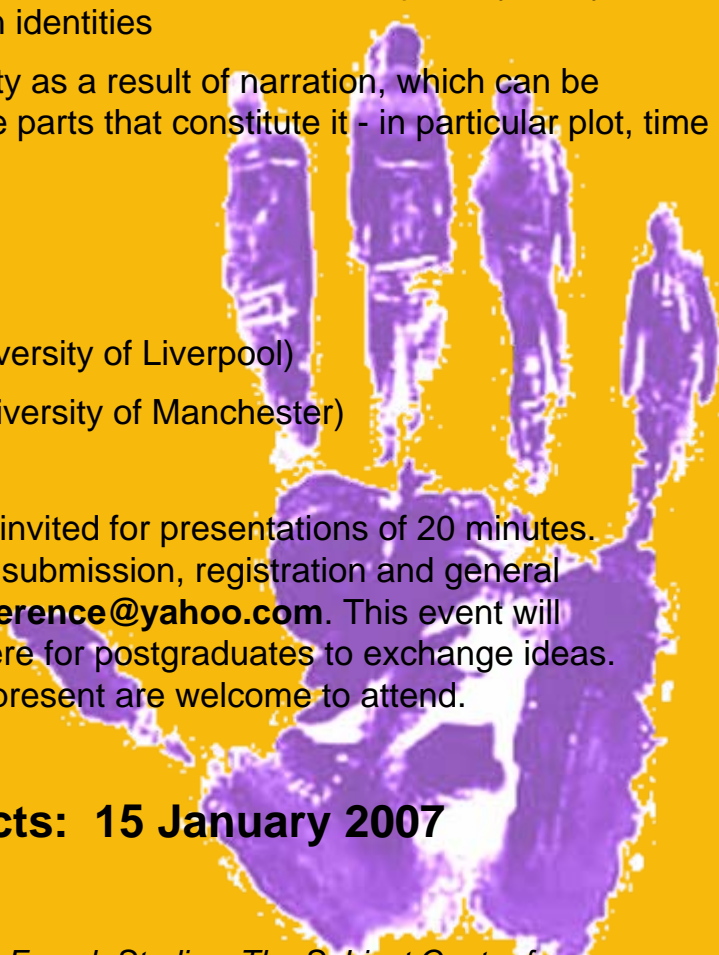 n identities
ty as a result of narration, which can be
e parts that constitute it - in particular plot, time
versity of Liverpool)
iversity of Manchester)
invited for presentations of 20 minutes.
submission, registration and general
erence@yahoo.com. This event will
ere for postgraduates to exchange ideas.
present are welcome to attend.
cts: 15 January 2007